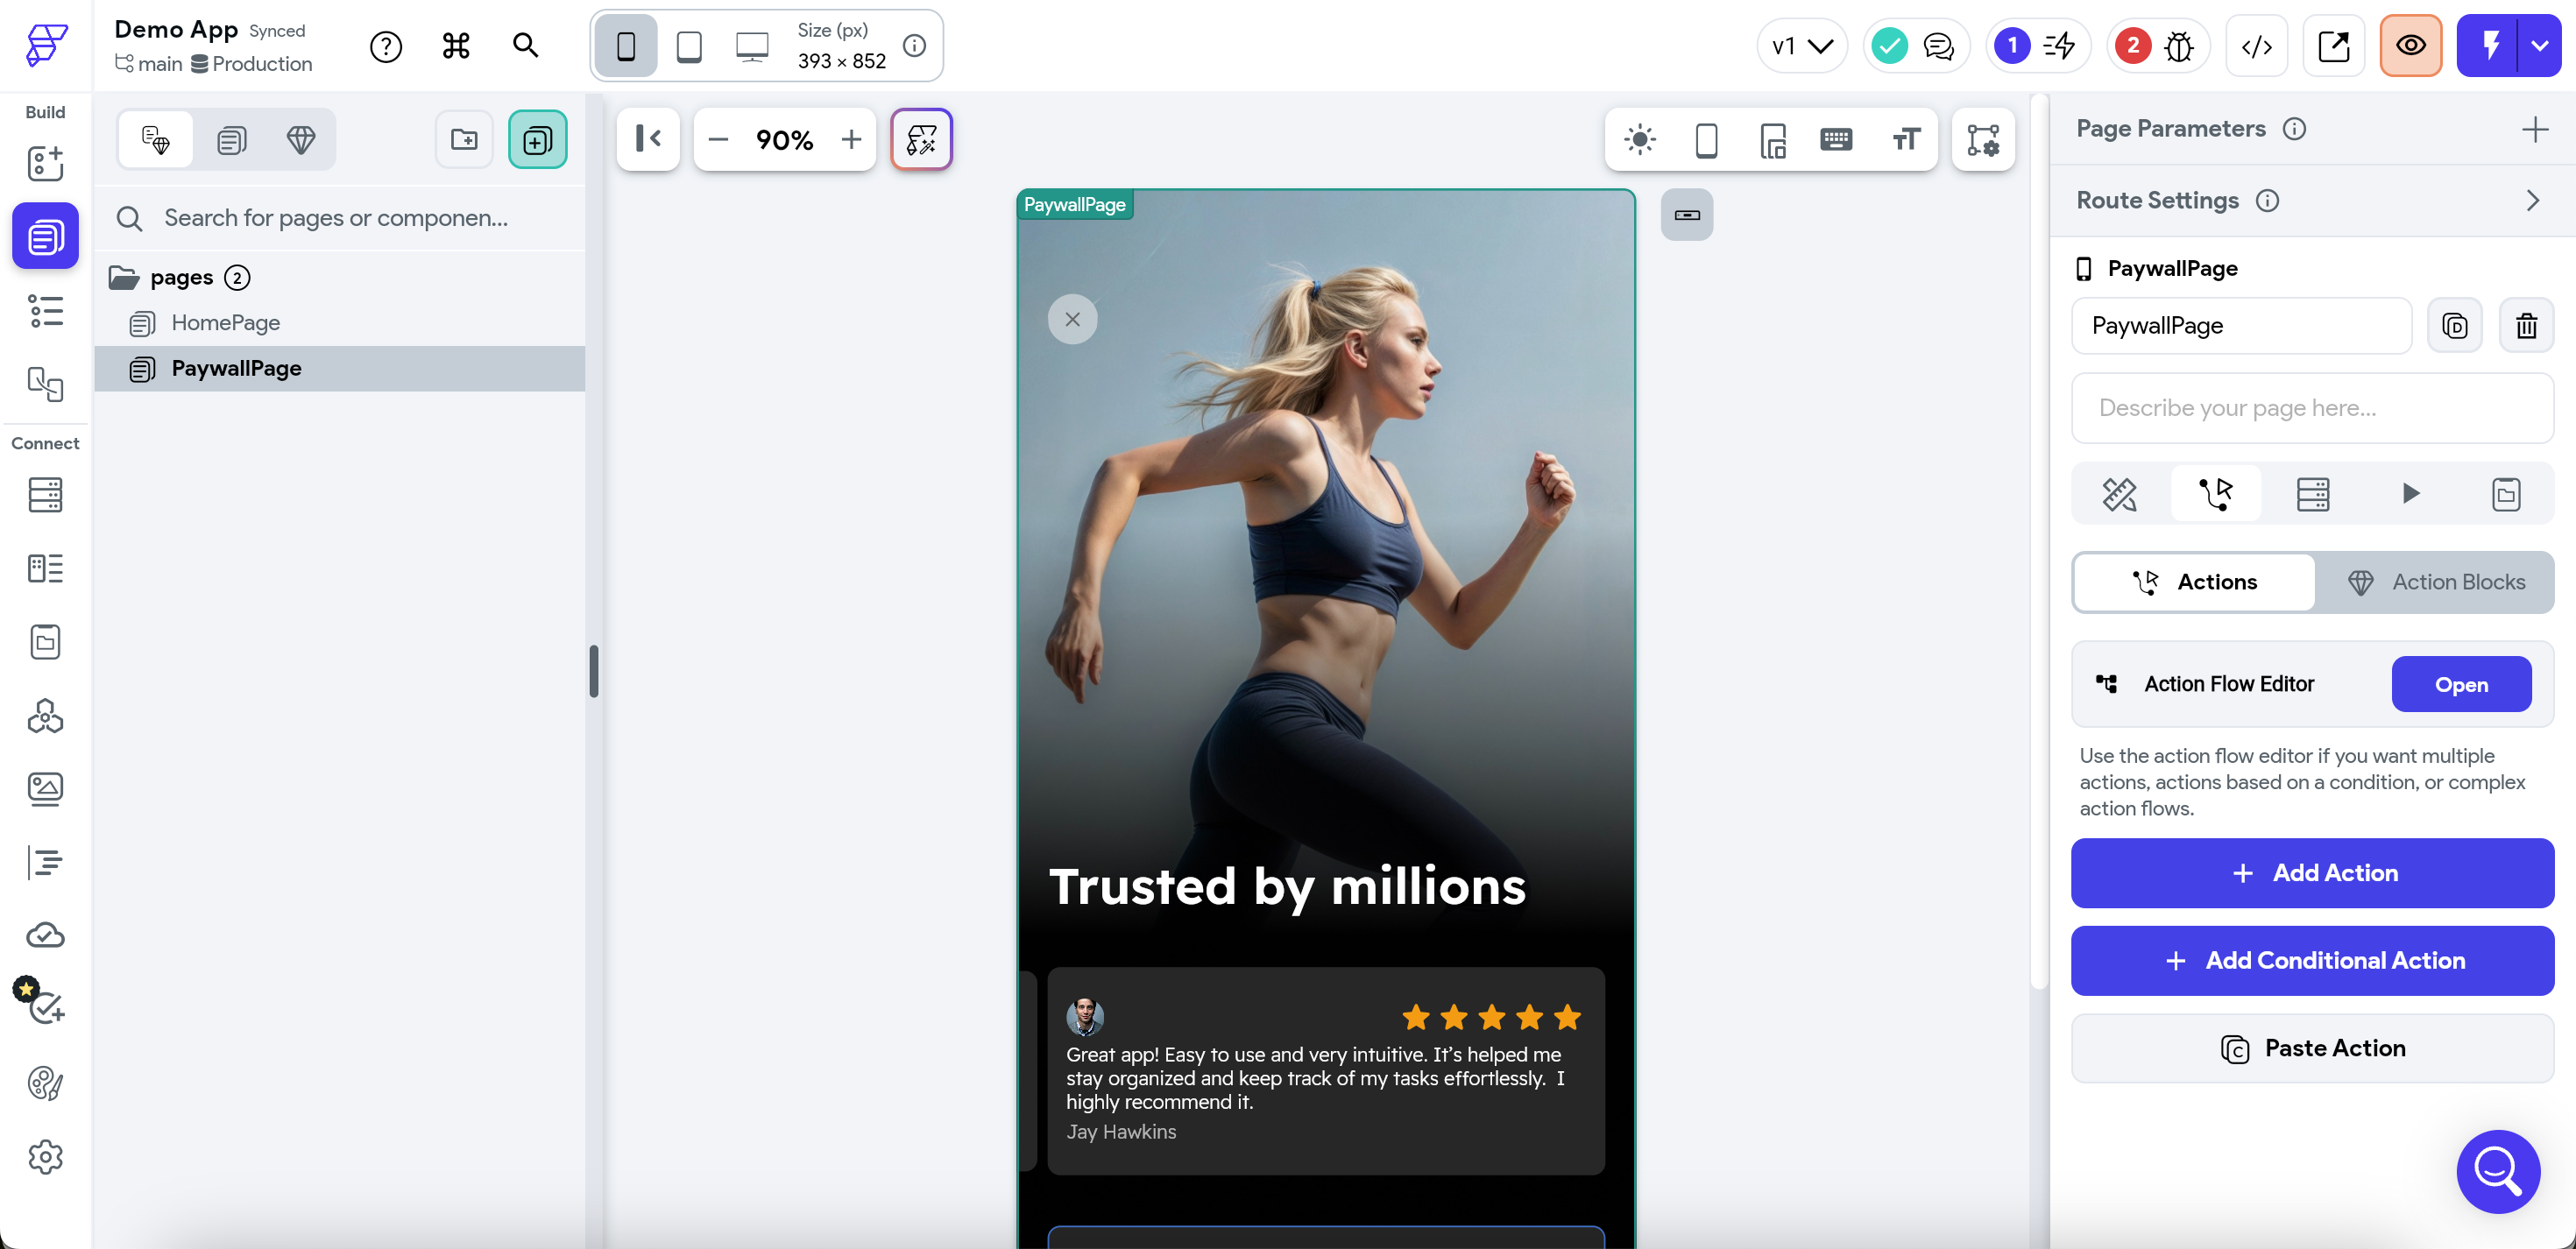 Demo App Synced
main Production
Size (px)
393 × 852
v1
1
2
Build
Connect
Search for pages or componen...
pages 2
HomePage
PaywallPage
90%
PaywallPage
Trusted by millions
Great app! Easy to use and very intuitive. It's helped me
stay organized and keep track of my tasks effortlessly. I
highly recommend it.
Jay Hawkins
Page Parameters
Route Settings
PaywallPage
PaywallPage
Describe your page here...
Actions
Action Blocks
Action Flow Editor
Open
Use the action flow editor if you want multiple
actions, actions based on a condition, or complex
action flows.
Add Action
Add Conditional Action
Paste Action